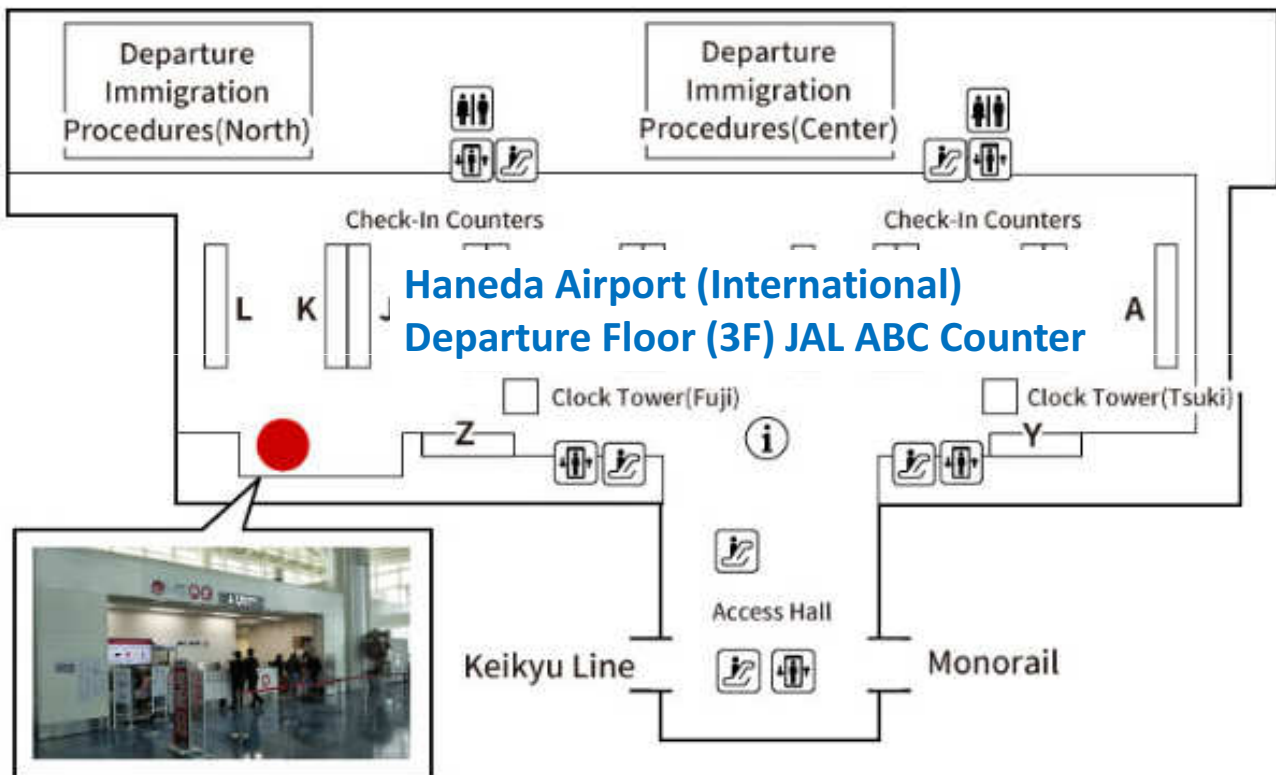 Departure
Immigration
Procedures(North)
Departure
Immigration
Procedures(Center)
Check-In Counters
Check-In Counters
L
K
J
Haneda Airport (International)
Departure Floor (3F) JAL ABC Counter
A
Clock Tower(Fuji)
Clock Tower(Tsuki)
Z
i
Y
Access Hall
Keikyu Line
Monorail